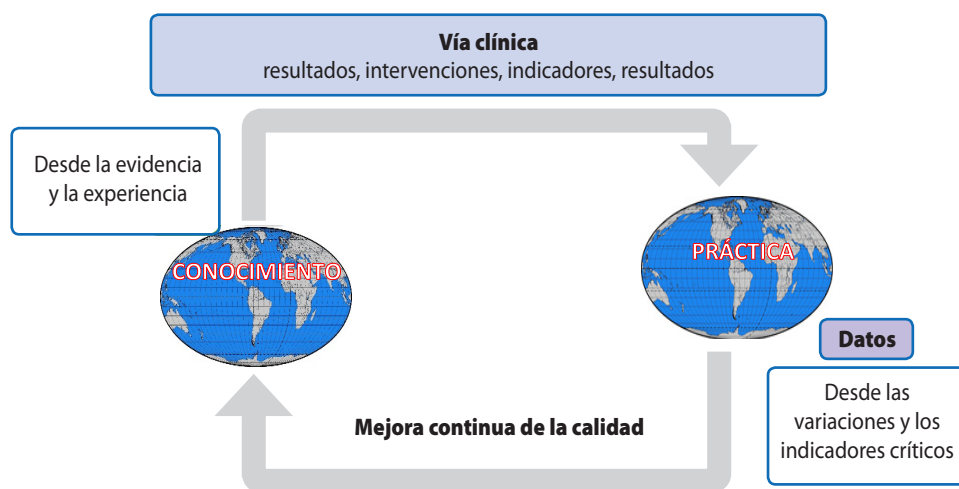 Vía clínica
resultados, intervenciones, indicadores, resultados
Desde la evidencia
y la experiencia
CONOCIMIENTO
PRÁCTICA
Datos
Desde las
variaciones y los
indicadores críticos
Mejora continua de la calidad